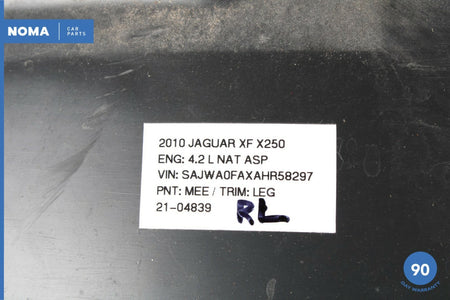 NOMA CAR PARTS
2010 JAGUAR XF X250
ENG: 4.2 L NAT ASP
VIN: SAJWA0FAXAHR58297
PNT: MEE / TRIM: LEG
21-04839 RL
90
DAY WARRANTY